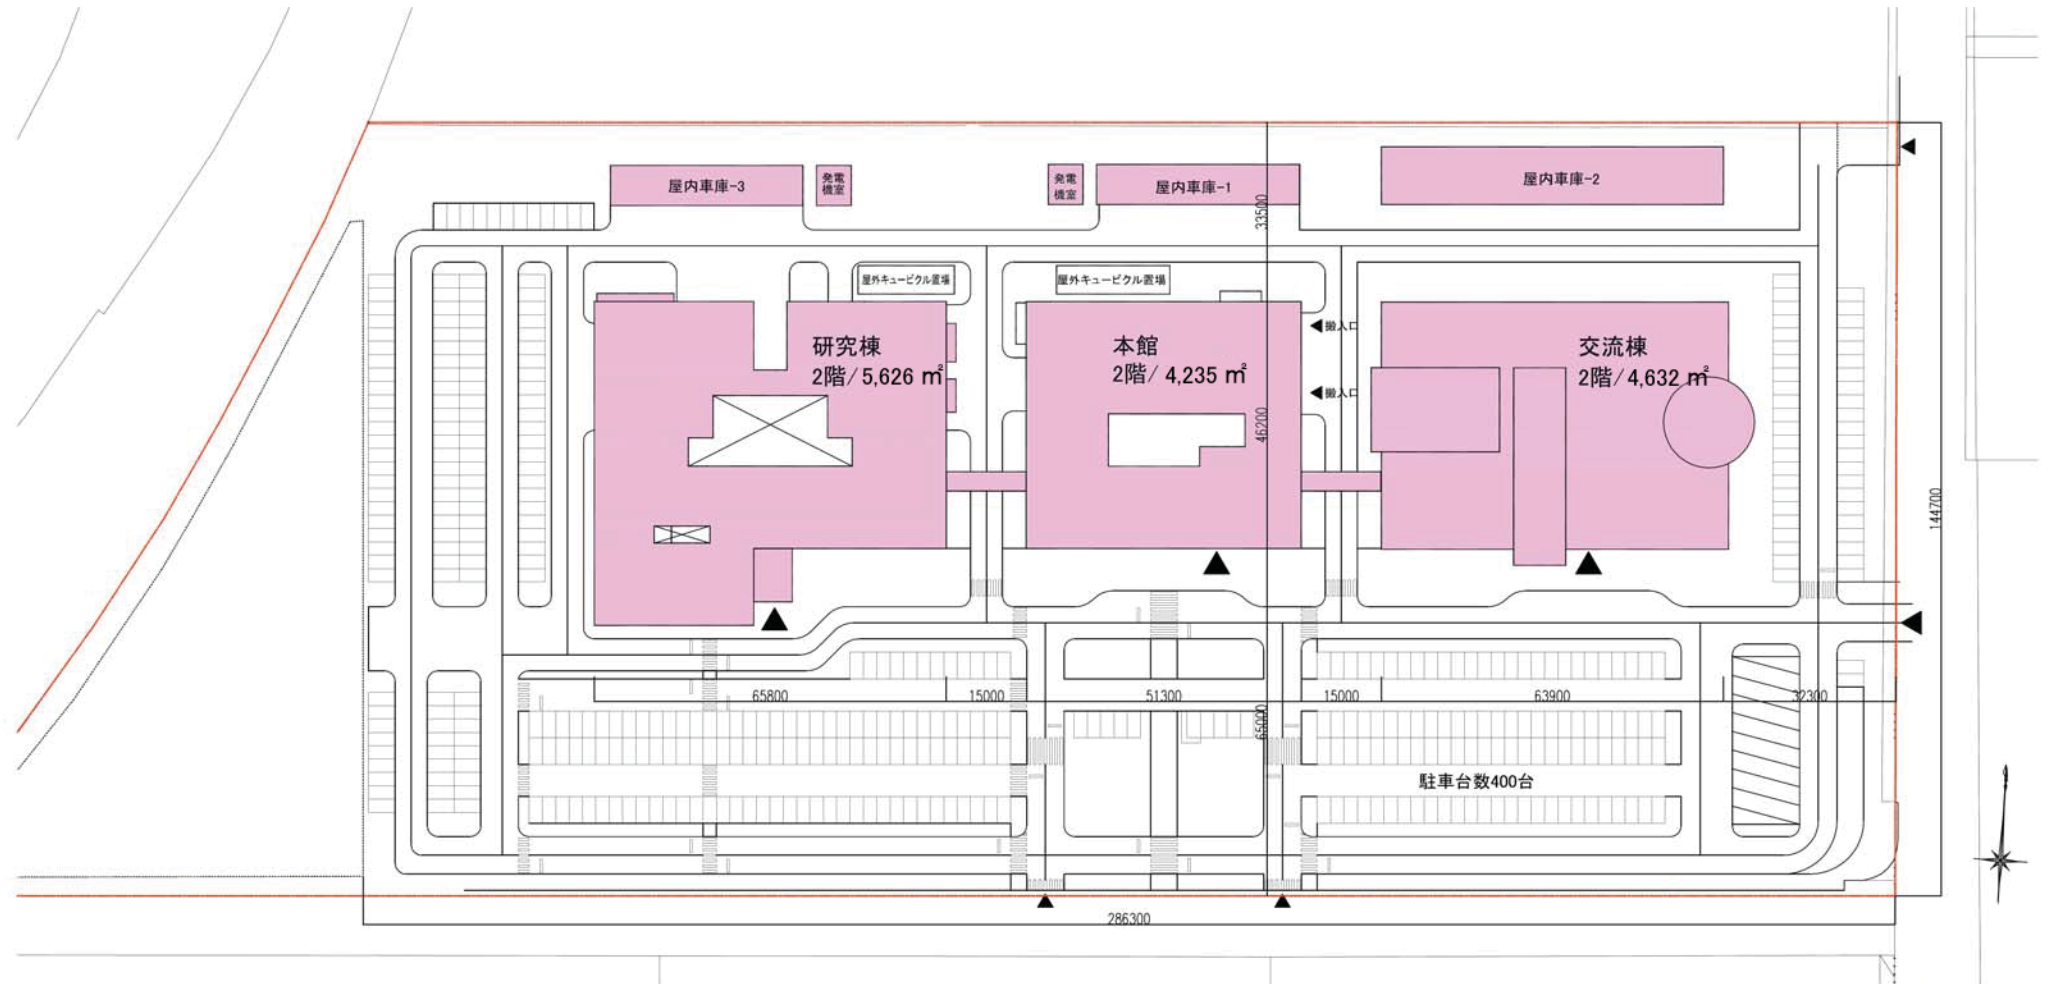 屋内車庫-3
発電
機室
発電
機室
屋内車庫-1
屋内車庫-2
33500
屋外キュービクル置場
屋外キュービクル置場
研究棟
2階/5,626 ㎡
本館
2階/ 4,235 ㎡
搬入口
搬入口
交流棟
2階/4,632 ㎡
46200
144700
65800
15000
51300
15000
63900
32300
65000
駐車台数400台
286300